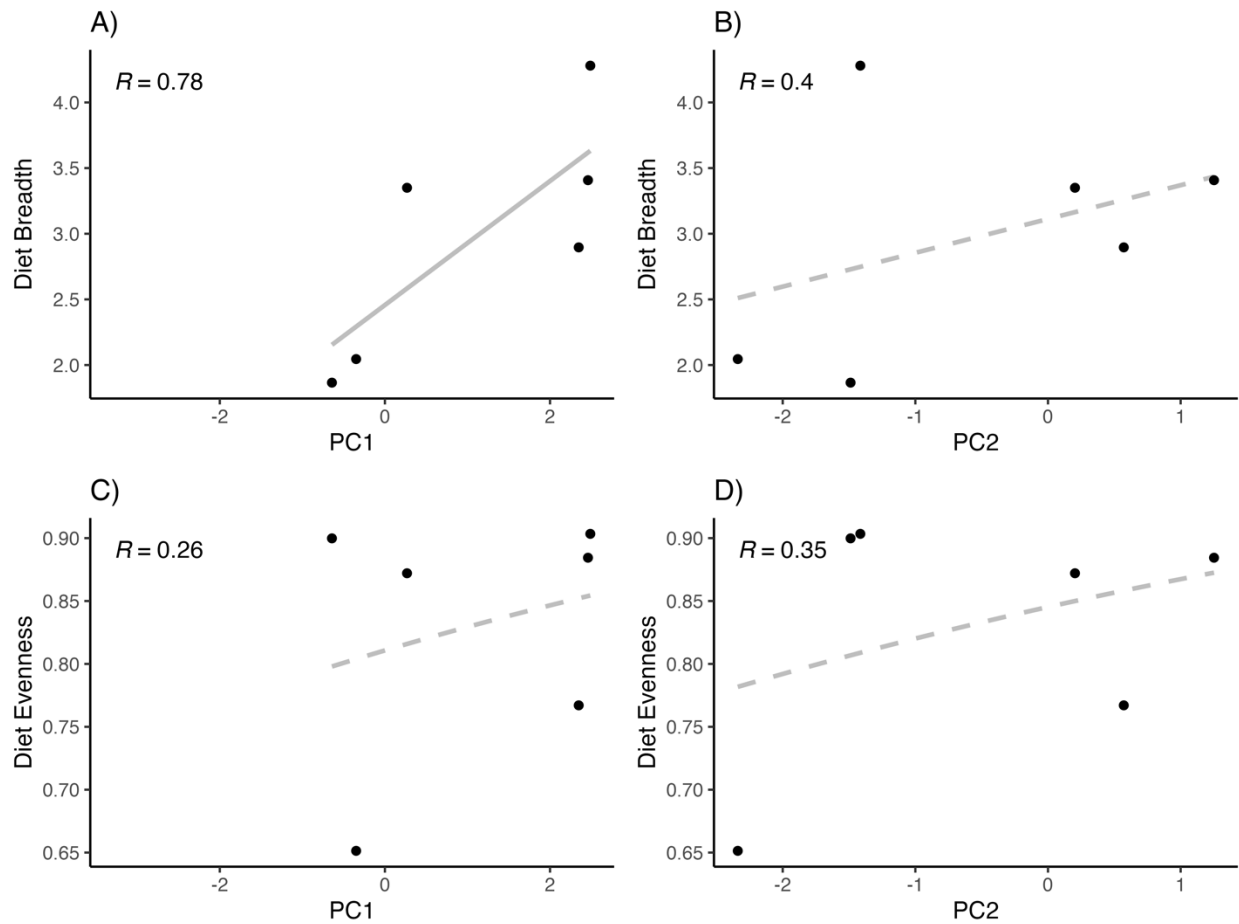 A)
R = 0.78
Diet Breadth
4.0
3.5
3.0
2.5
2.0
-2 0 2
PC1
B)
R = 0.4
Diet Breadth
4.0
3.5
3.0
2.5
2.0
-2 -1 0 1
PC2
C)
R = 0.26
Diet Evenness
0.90
0.85
0.80
0.75
0.70
0.65
-2 0 2
PC1
D)
R = 0.35
Diet Evenness
0.90
0.85
0.80
0.75
0.70
0.65
-2 -1 0 1
PC2